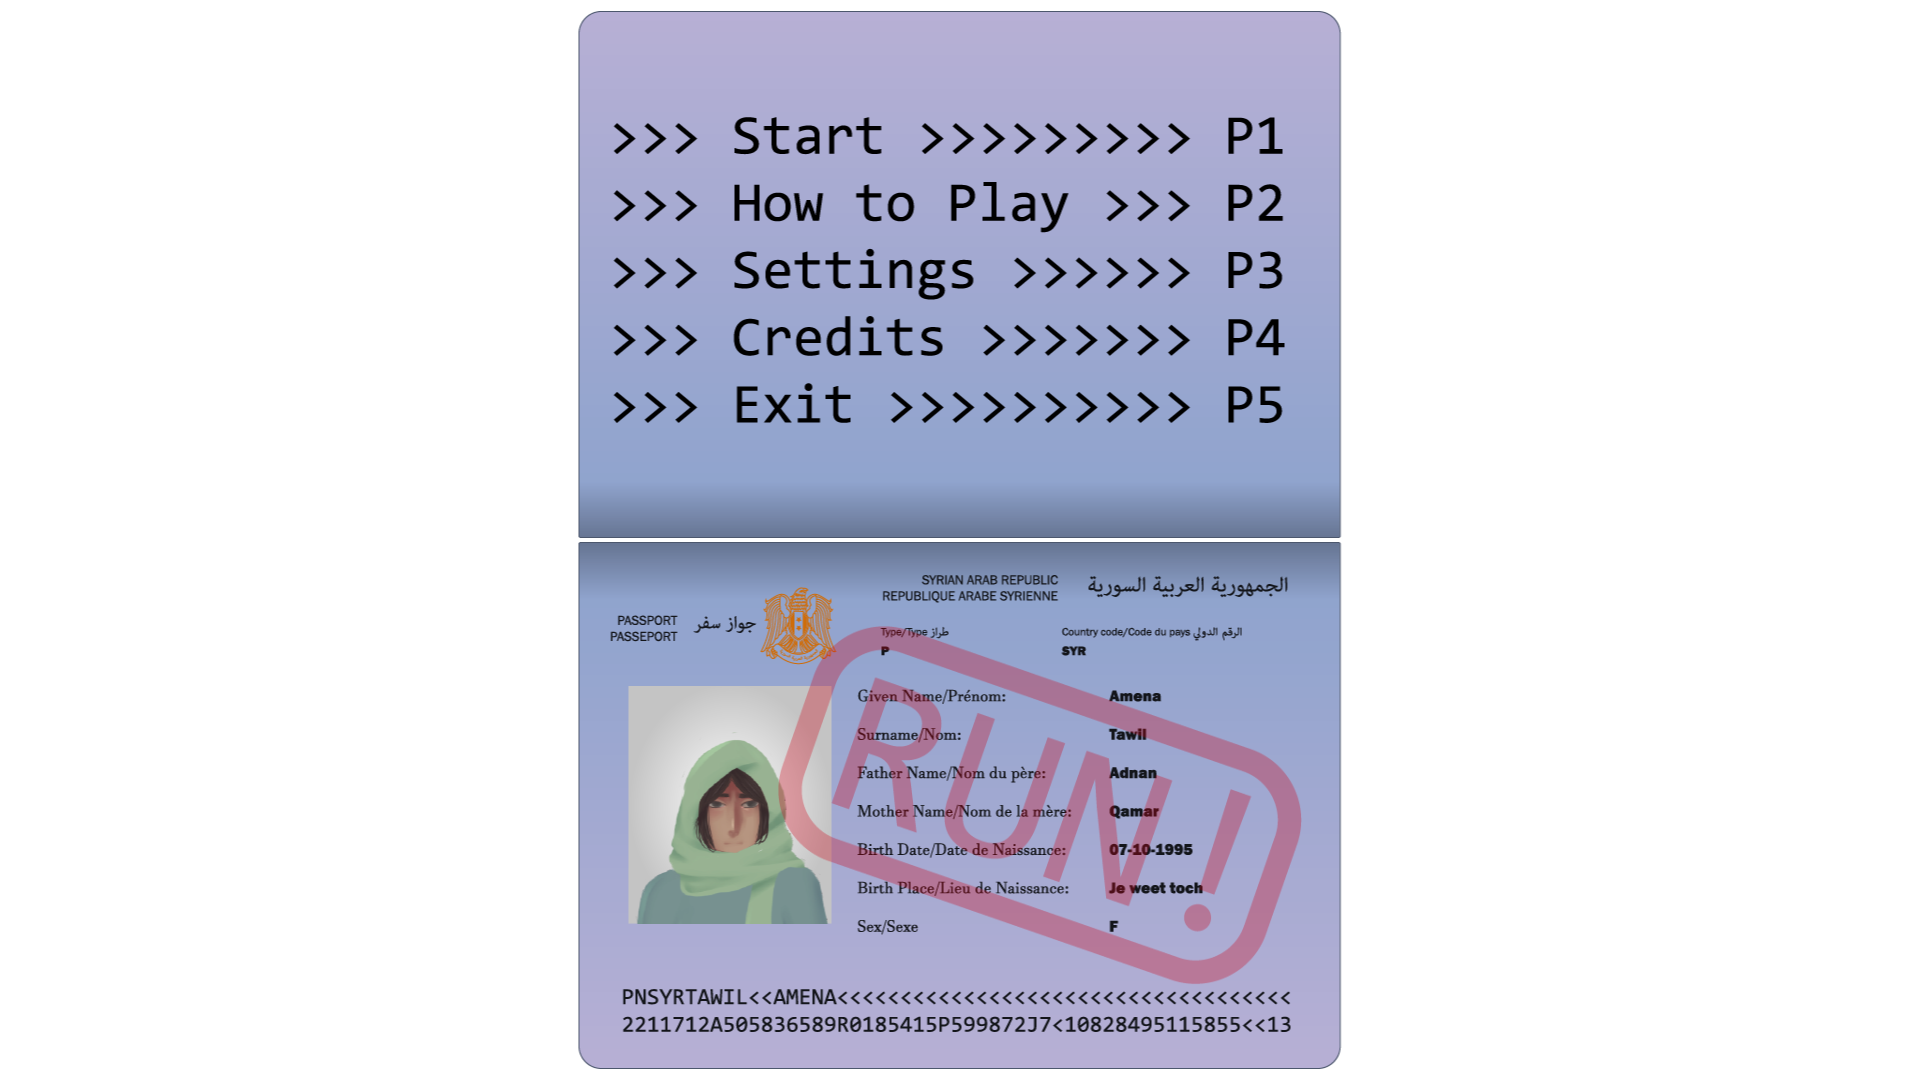 >>> Start >>>>>>>>> P1
>>> How to Play >>> P2
>>> Settings >>>>>> P3
>>> Credits >>>>>>> P4
>>> Exit >>>>>>>>>> P5
SYRIAN ARAB REPUBLIC
REPUBLIQUE ARABE SYRIENNE
الجمهورية العربية السورية
PASSPORT
PASSEPORT
جواز سفر
Type/Type طراز
P
Country code/Code du pays الرقم الدولي
SYR
Given Name/Prénom: Amena
Surname/Nom: Tawil
Father Name/Nom du père: Adnan
Mother Name/Nom de la mère: Qamar
Birth Date/Date de Naissance: 07-10-1995
Birth Place/Lieu de Naissance: Je weet toch
Sex/Sexe F
RUN!
PNSYRTAWIL<<AMENA<<<<<<<<<<<<<<<<<<<<<<<<<<<<<<<<<<<<
2211712A505836589R0185415P599872J7<10828495115855<<13